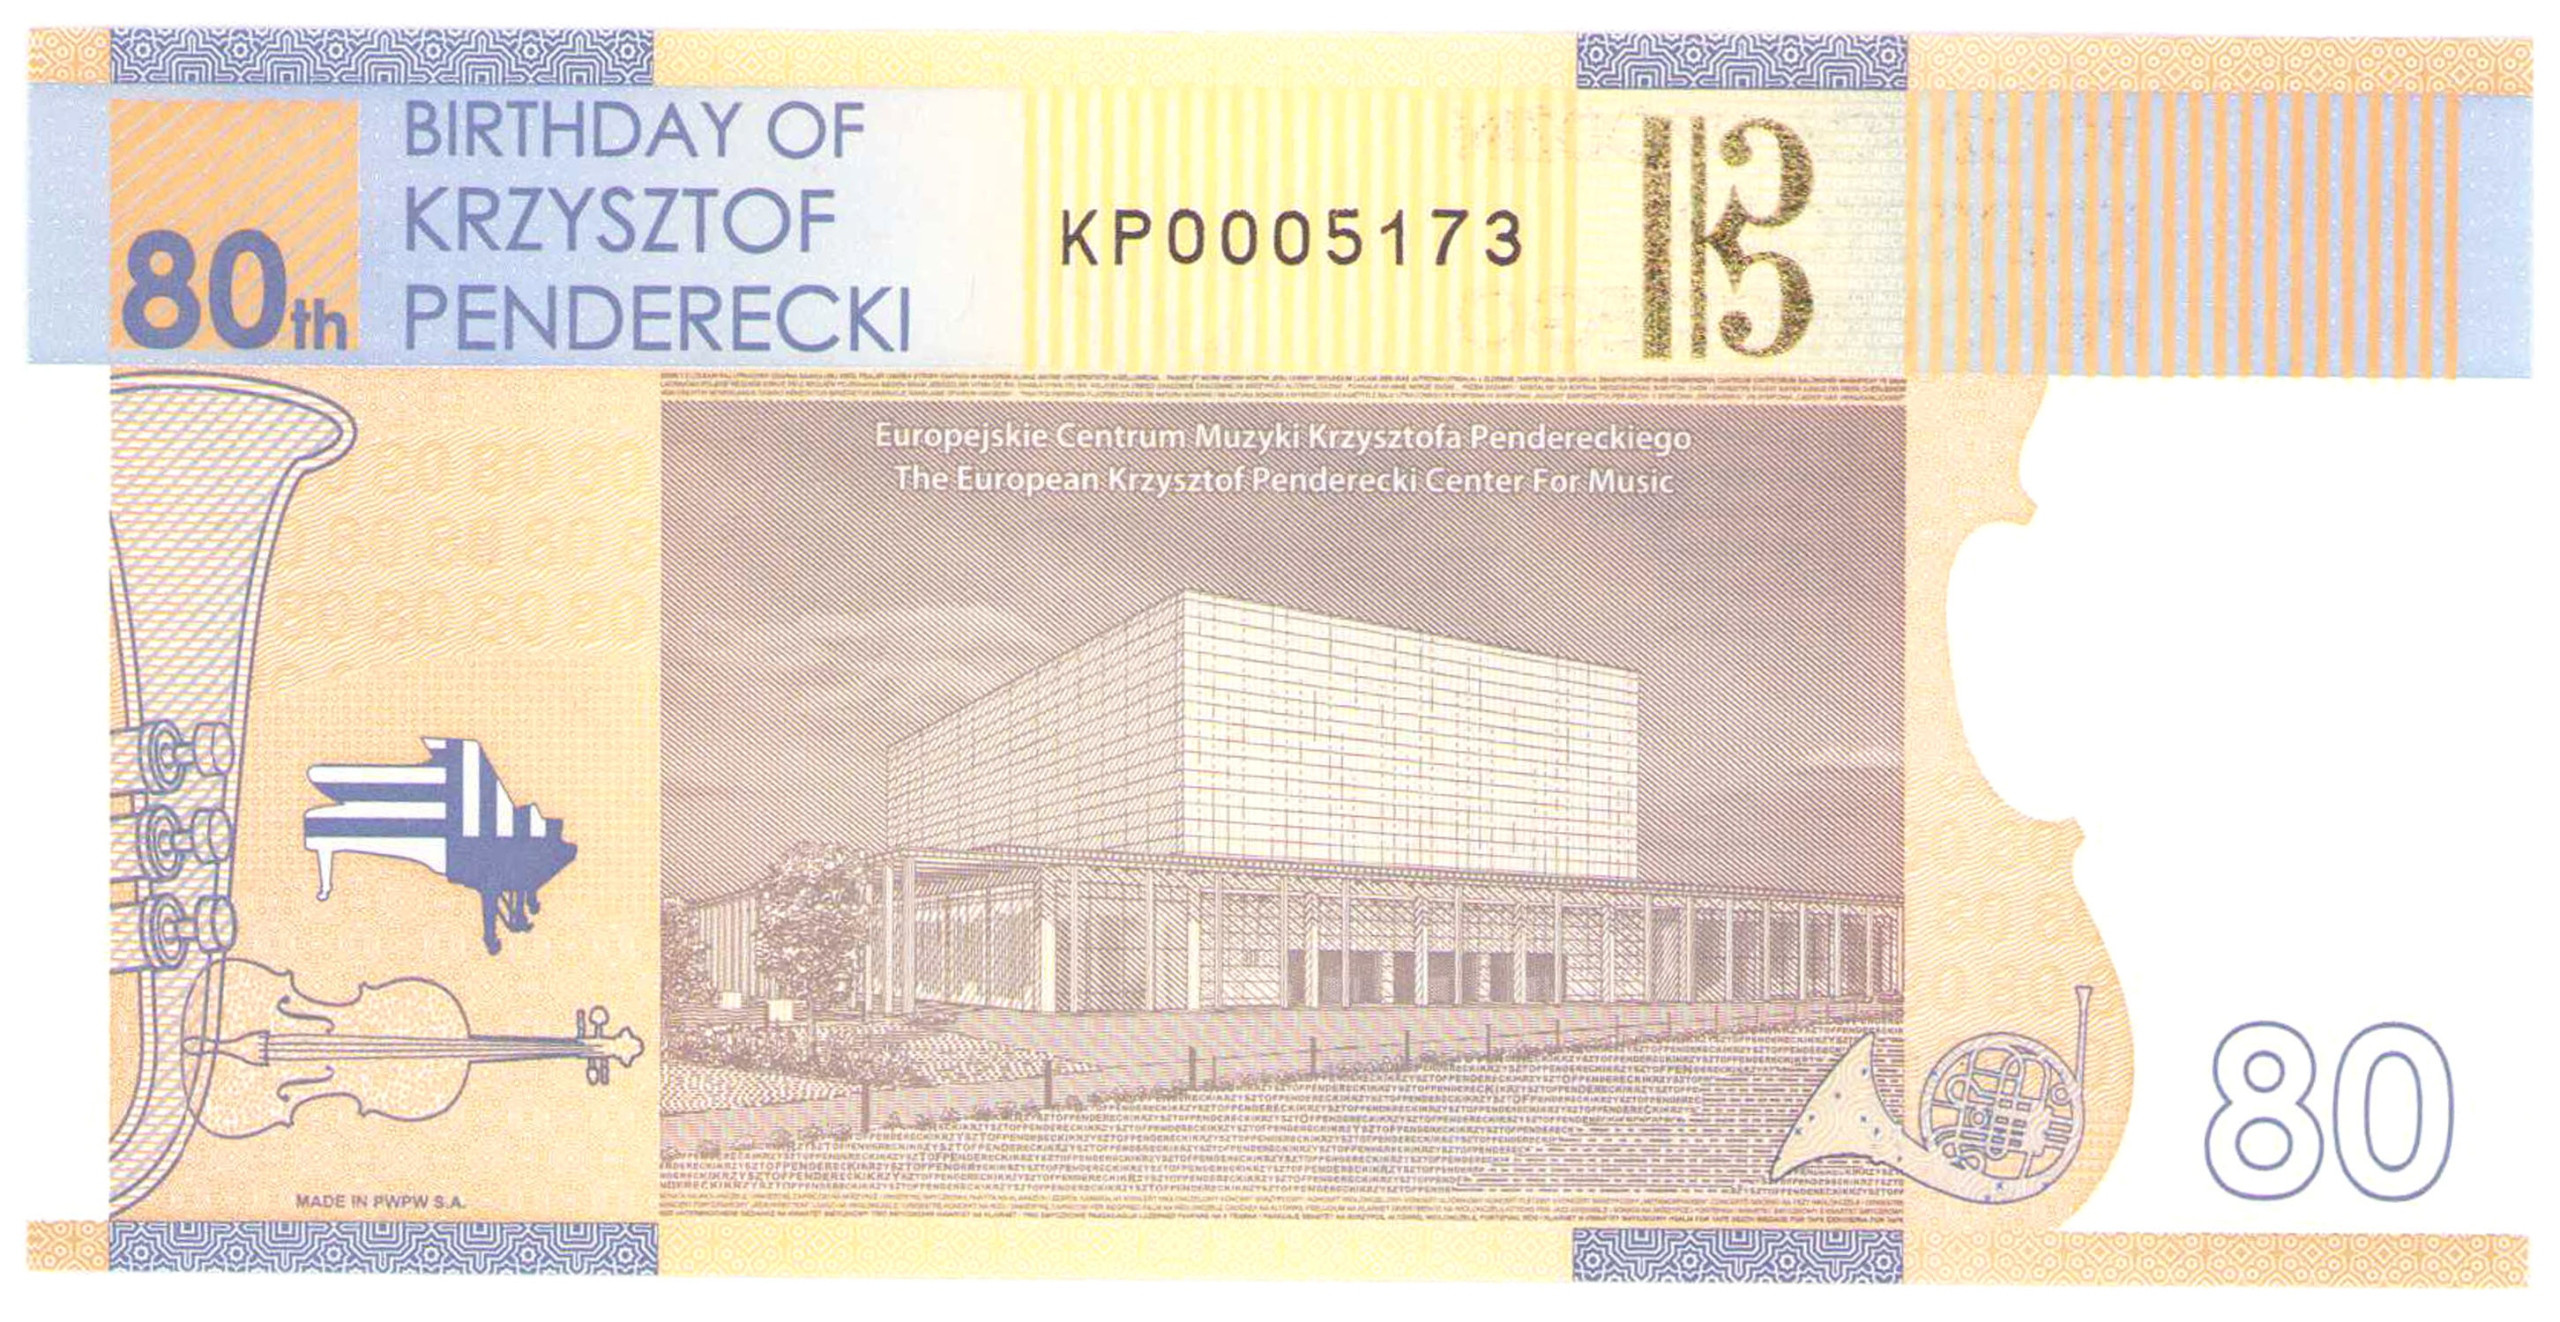 80th
BIRTHDAY OF
KRZYSZTOF
PENDERECKI
KP0005173
Europejskie Centrum Muzyki Krzysztofa Pendereckiego
The European Krzysztof Penderecki Center For Music
MADE IN PWPW S.A.
80